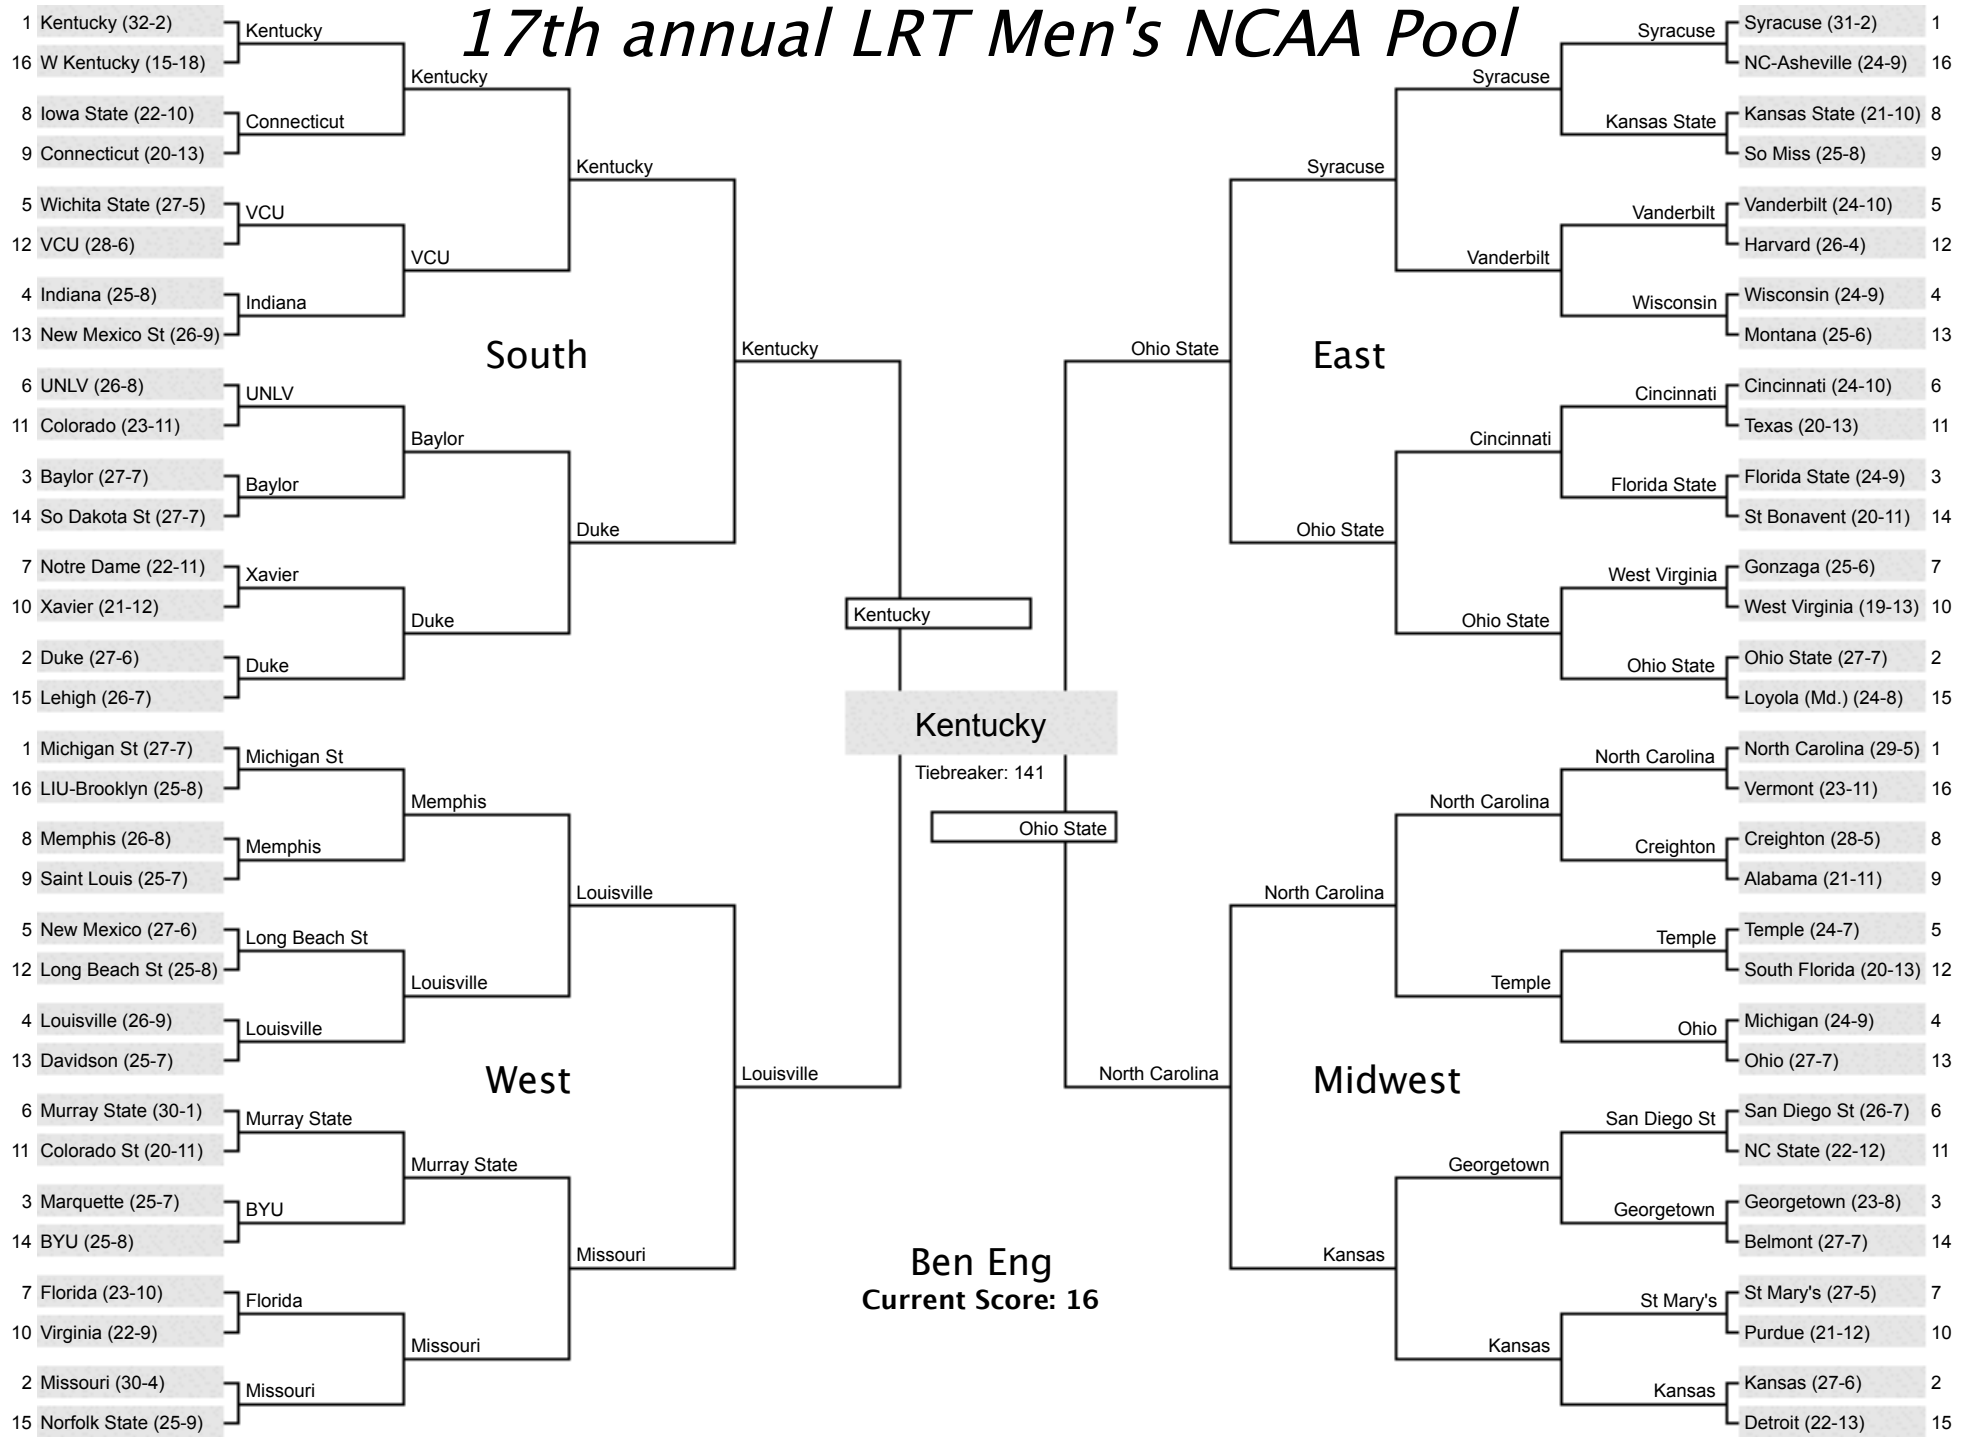 17th annual LRT Men's NCAA Pool
1 Kentucky (32-2)
16 W Kentucky (15-18)
8 Iowa State (22-10)
9 Connecticut (20-13)
5 Wichita State (27-5)
12 VCU (28-6)
4 Indiana (25-8)
13 New Mexico St (26-9)
6 UNLV (26-8)
11 Colorado (23-11)
3 Baylor (27-7)
14 So Dakota St (27-7)
7 Notre Dame (22-11)
10 Xavier (21-12)
2 Duke (27-6)
15 Lehigh (26-7)
Kentucky
Connecticut
VCU
Indiana
UNLV
Baylor
Xavier
Duke
Kentucky
VCU
Baylor
Duke
Kentucky
Duke
Kentucky
South
1 Michigan St (27-7)
16 LIU-Brooklyn (25-8)
8 Memphis (26-8)
9 Saint Louis (25-7)
5 New Mexico (27-6)
12 Long Beach St (25-8)
4 Louisville (26-9)
13 Davidson (25-7)
6 Murray State (30-1)
11 Colorado St (20-11)
3 Marquette (25-7)
14 BYU (25-8)
7 Florida (23-10)
10 Virginia (22-9)
2 Missouri (30-4)
15 Norfolk State (25-9)
Michigan St
Memphis
Long Beach St
Louisville
Murray State
BYU
Florida
Missouri
Memphis
Louisville
Murray State
Missouri
Louisville
Missouri
Louisville
West
Kentucky
Kentucky
Tiebreaker: 141
Ohio State
Ben Eng
Current Score: 16
East
Ohio State
Syracuse
Ohio State
Syracuse
Vanderbilt
Cincinnati
Ohio State
Syracuse
Kansas State
Vanderbilt
Wisconsin
Cincinnati
Florida State
West Virginia
Ohio State
Syracuse (31-2) 1
NC-Asheville (24-9) 16
Kansas State (21-10) 8
So Miss (25-8) 9
Vanderbilt (24-10) 5
Harvard (26-4) 12
Wisconsin (24-9) 4
Montana (25-6) 13
Cincinnati (24-10) 6
Texas (20-13) 11
Florida State (24-9) 3
St Bonavent (20-11) 14
Gonzaga (25-6) 7
West Virginia (19-13) 10
Ohio State (27-7) 2
Loyola (Md.) (24-8) 15
Midwest
North Carolina
North Carolina
Kansas
North Carolina
Temple
Georgetown
Kansas
North Carolina
Creighton
Temple
Ohio
San Diego St
Georgetown
St Mary's
Kansas
North Carolina (29-5) 1
Vermont (23-11) 16
Creighton (28-5) 8
Alabama (21-11) 9
Temple (24-7) 5
South Florida (20-13) 12
Michigan (24-9) 4
Ohio (27-7) 13
San Diego St (26-7) 6
NC State (22-12) 11
Georgetown (23-8) 3
Belmont (27-7) 14
St Mary's (27-5) 7
Purdue (21-12) 10
Kansas (27-6) 2
Detroit (22-13) 15